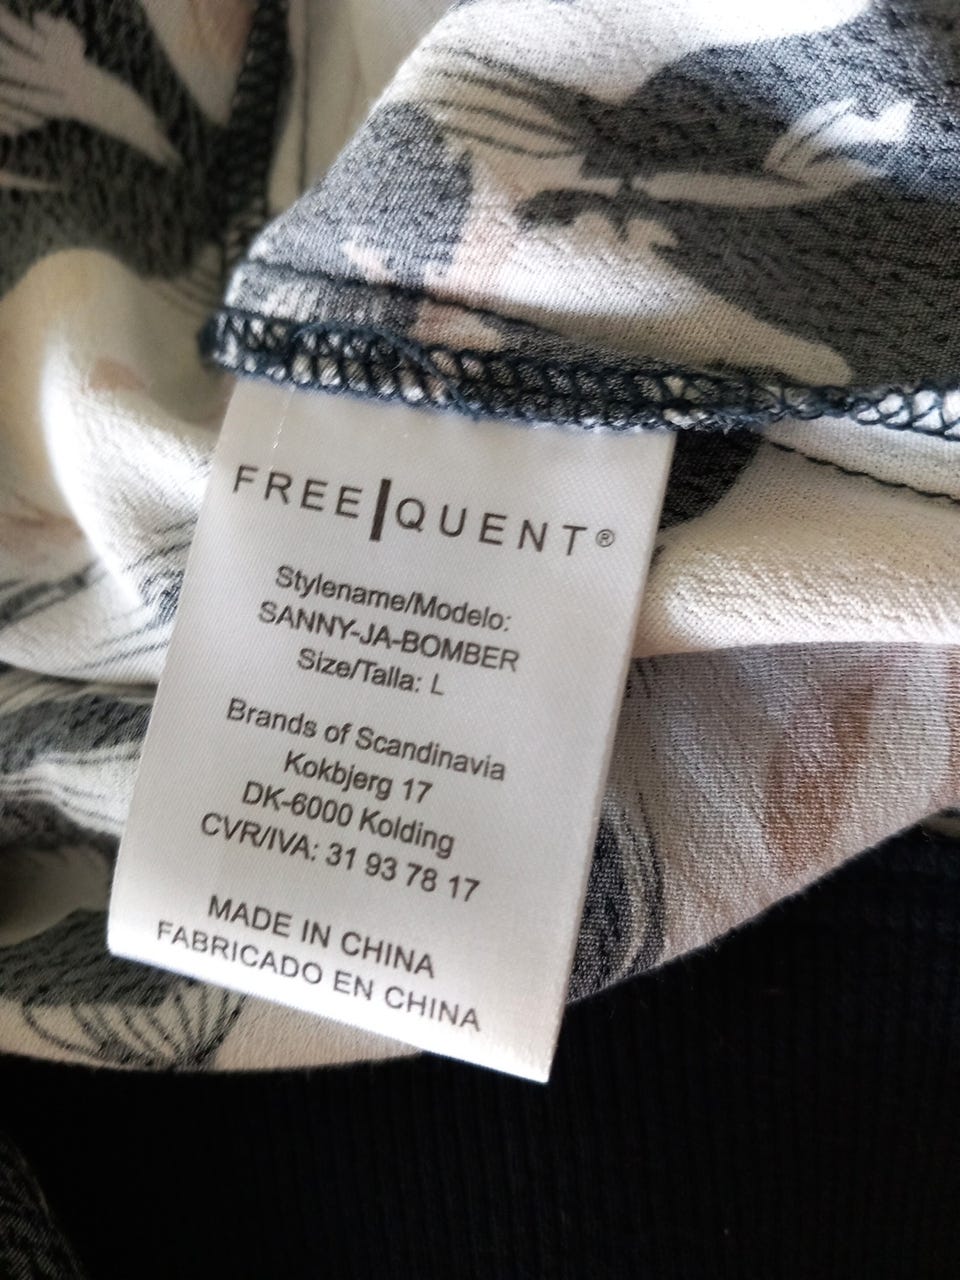 FREE|QUENT®
Stylename/Modelo:
SANNY-JA-BOMBER
Size/Talla: L
Brands of Scandinavia
Kokbjerg 17
DK-6000 Kolding
CVR/IVA: 31 93 78 17
MADE IN CHINA
FABRICADO EN CHINA